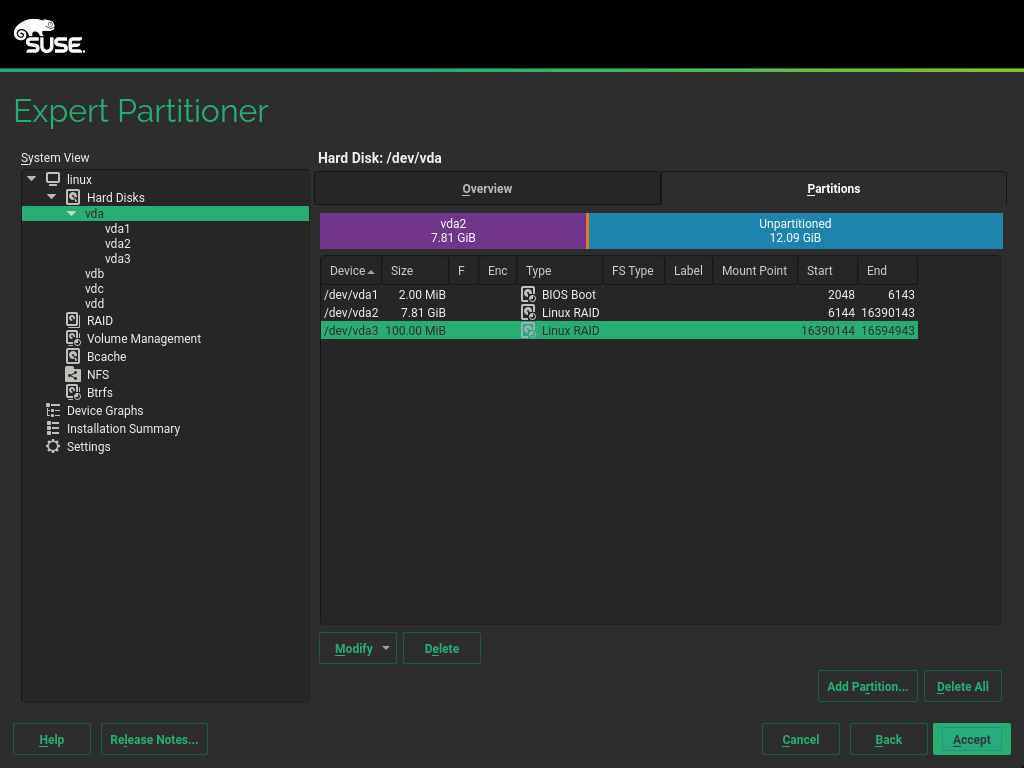 SUSE.
Expert Partitioner
System View
linux
Hard Disks
vda
vda1
vda2
vda3
vdb
vdc
vdd
RAID
Volume Management
Bcache
NFS
Btrfs
Device Graphs
Installation Summary
Settings
Hard Disk: /dev/vda
Overview Partitions
vda2 Unpartitioned
7.81 GiB 12.09 GiB
Device Size F Enc Type FS Type Label Mount Point Start End
/dev/vda1 2.00 MiB BIOS Boot 2048 6143
/dev/vda2 7.81 GiB Linux RAID 6144 16390143
/dev/vda3 100.00 MiB Linux RAID 16390144 16594943
Modify Delete
Add Partition... Delete All
Help Release Notes... Cancel Back Accept